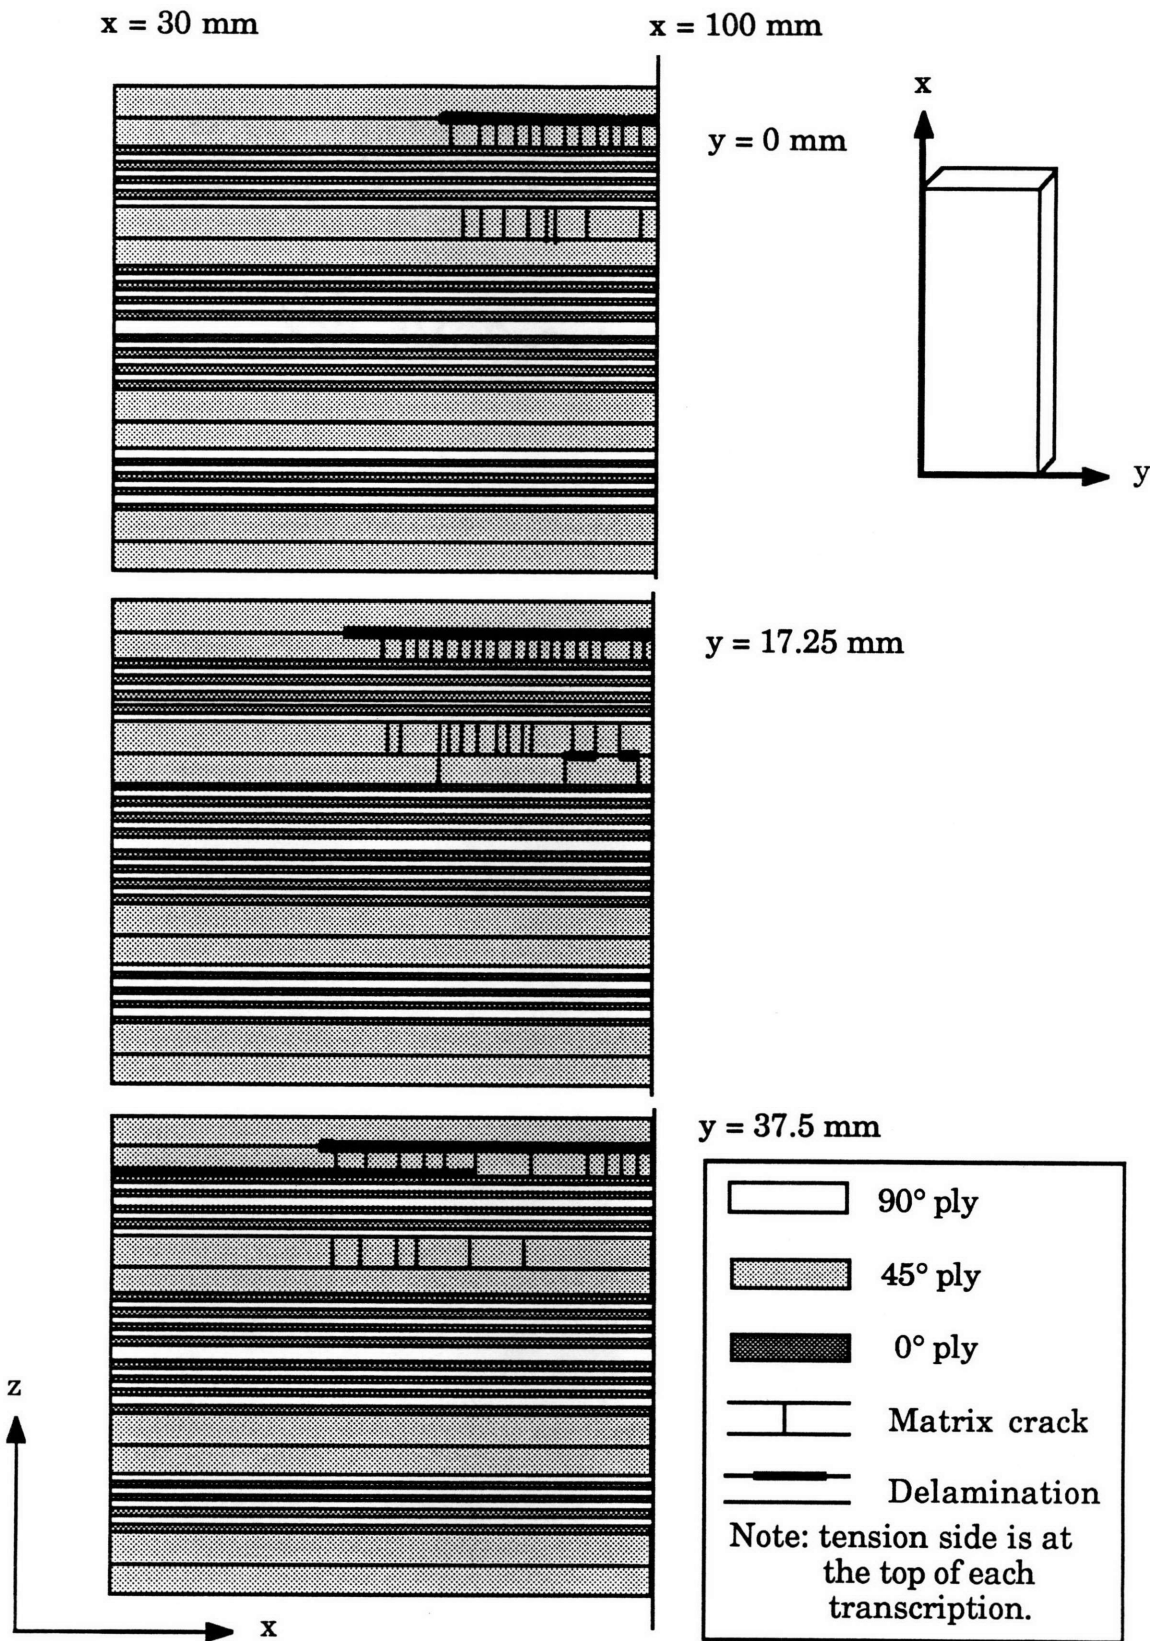 x = 30 mm
x = 100 mm
x
y = 0 mm
y
y = 17.25 mm
y = 37.5 mm
90° ply
45° ply
0° ply
z
Matrix crack
Delamination
Note: tension side is at
the top of each
transcription.
x